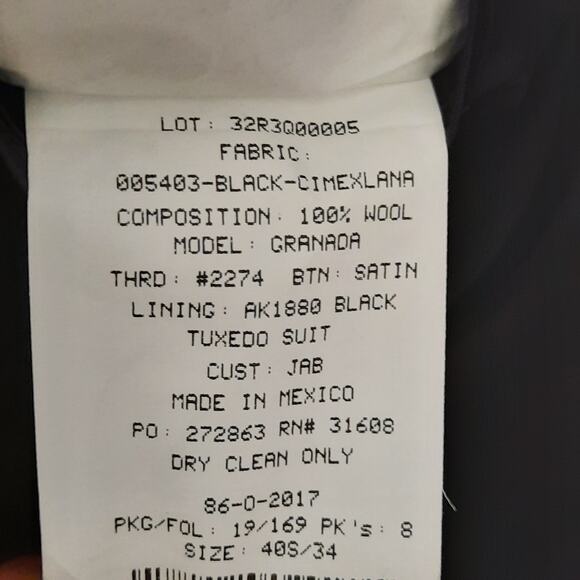 LOT: 32R3Q00005
FABRIC:
005403-BLACK-CIMEXLANA
COMPOSITION: 100% WOOL
MODEL: GRANADA
THRD: #2274 BTN: SATIN
LINING: AK1880 BLACK
TUXEDO SUIT
CUST: JAB
MADE IN MEXICO
PO: 272863 RN# 31608
DRY CLEAN ONLY
86-0-2017
PKG/FOL: 19/169 PK's: 8
SIZE: 40S/34